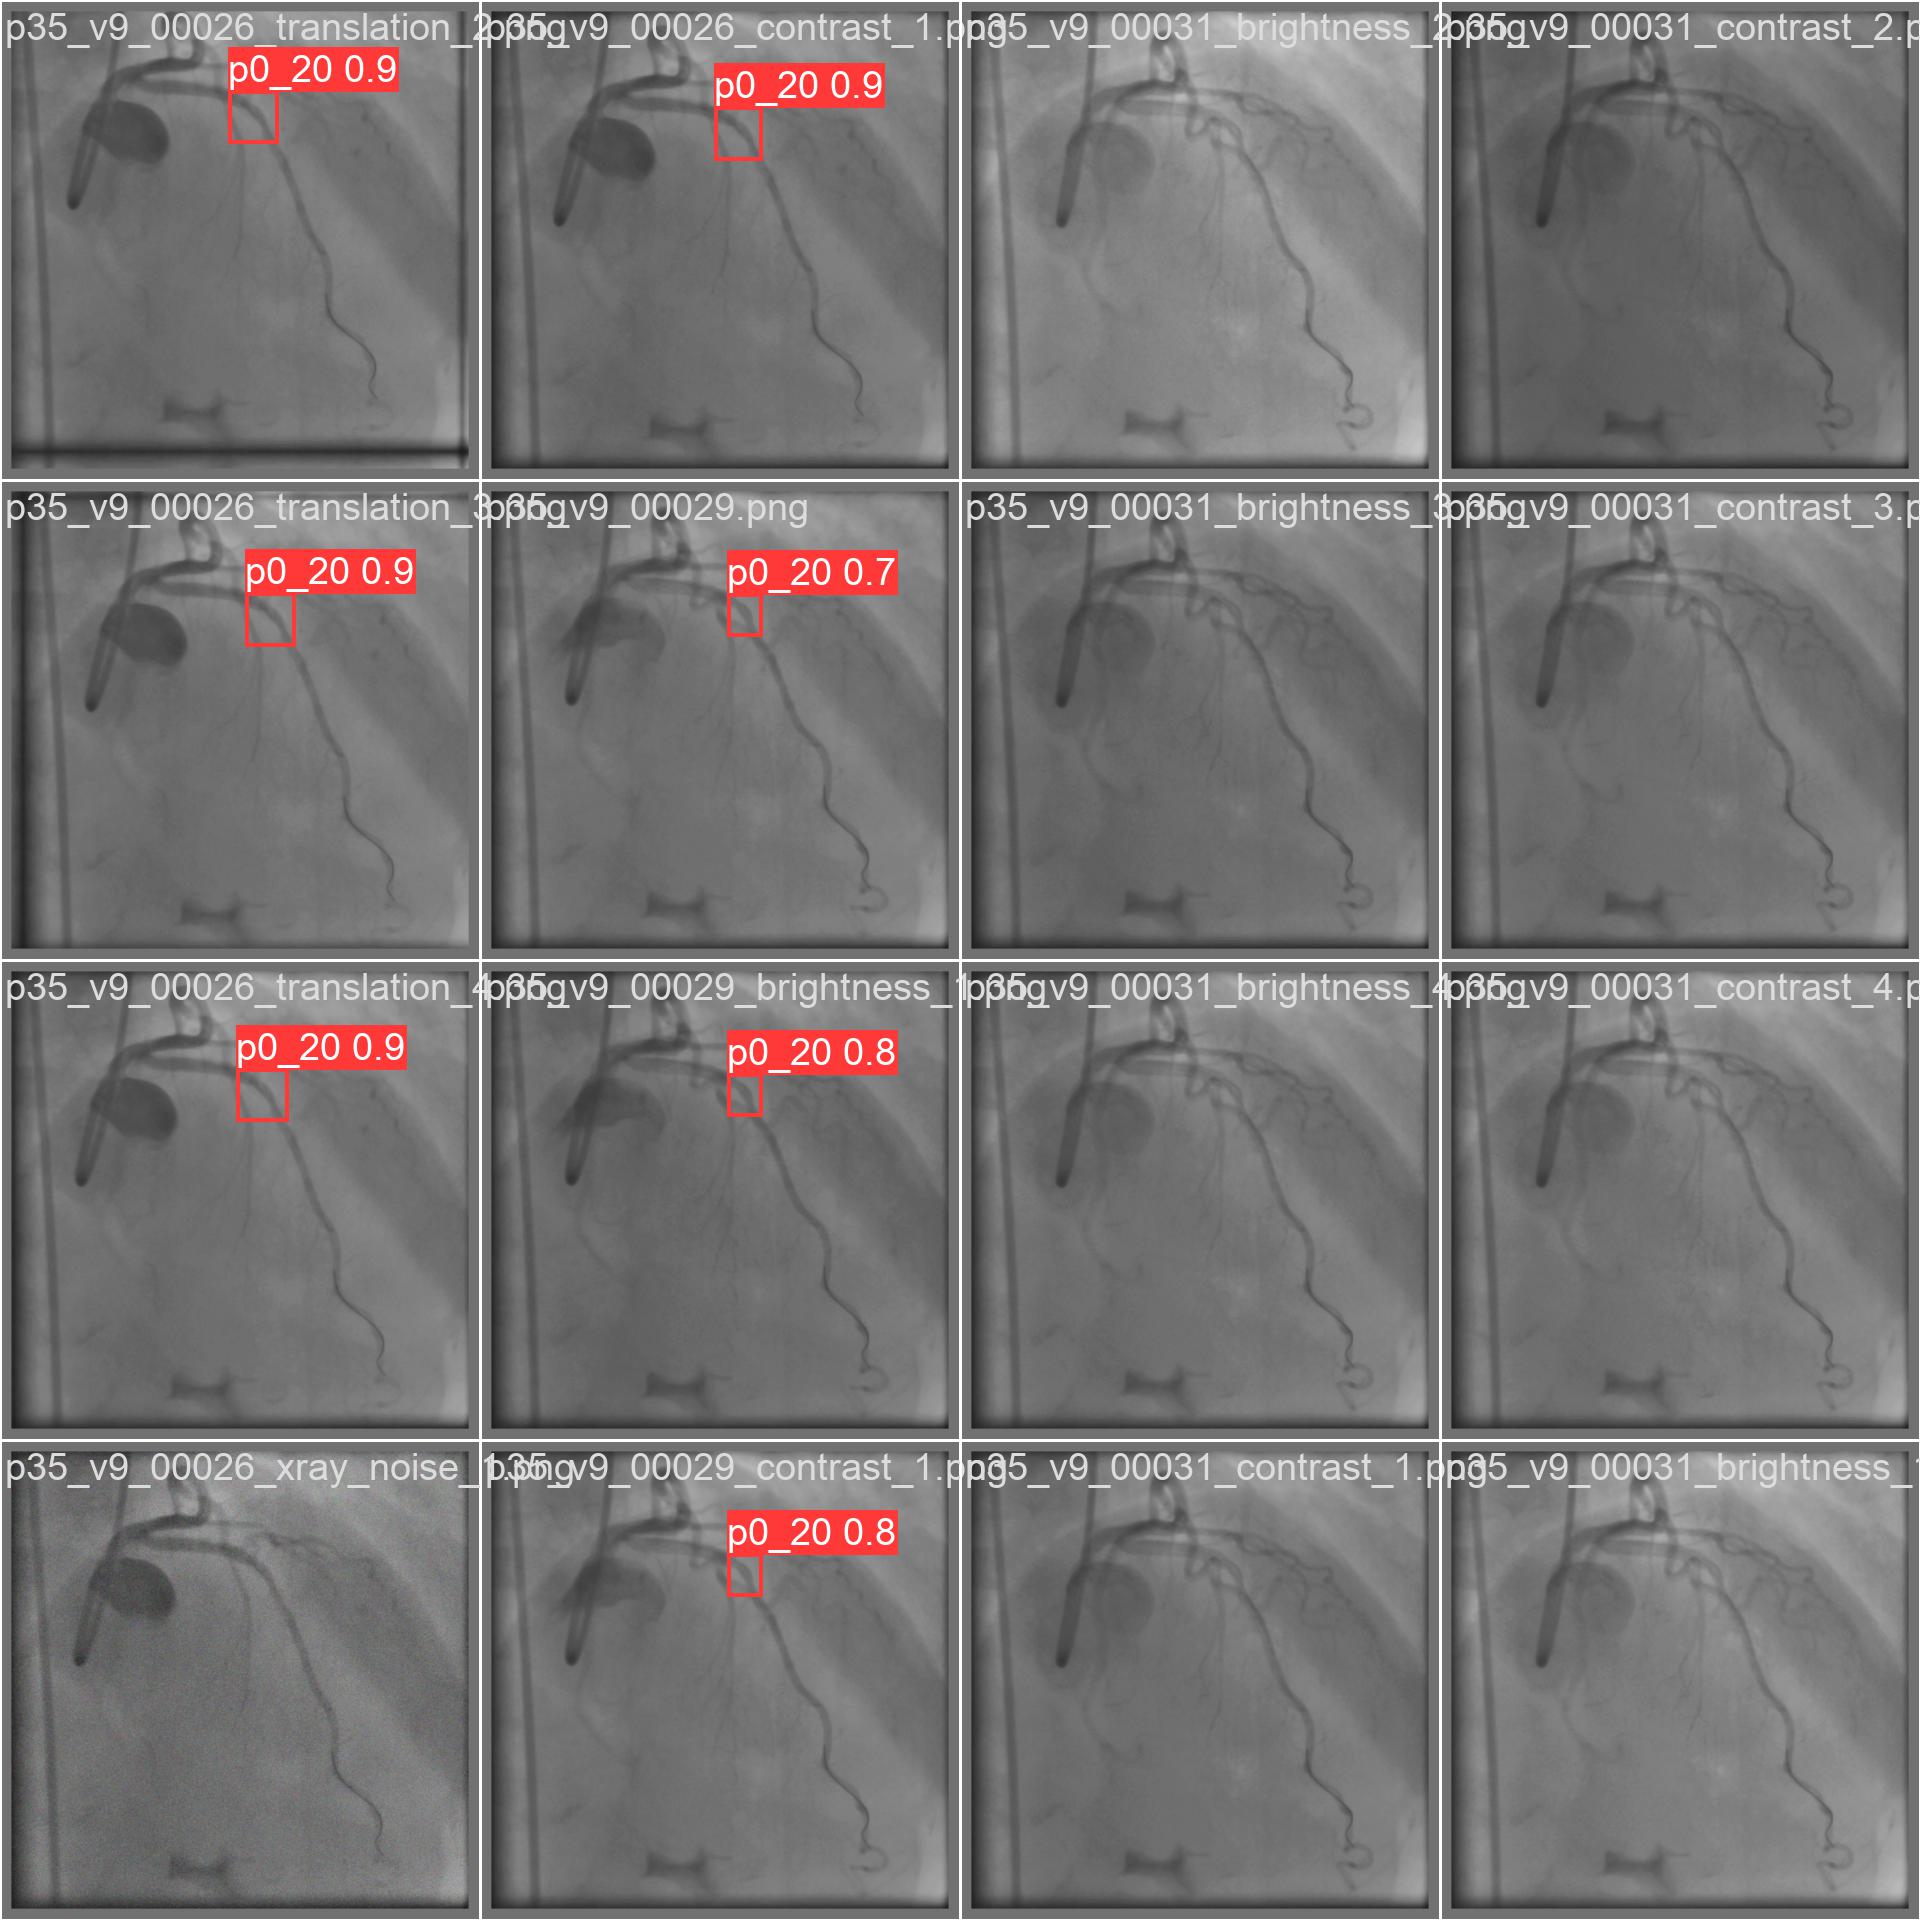 p35_v9_00026_translation_2.png
p0_20 0.9
p35_v9_00026_contrast_1.png
p0_20 0.9
p35_v9_00031_brightness_2.png
p35_v9_00031_contrast_2.p
p35_v9_00026_translation_3.png
p0_20 0.9
p35_v9_00029.png
p0_20 0.7
p35_v9_00031_brightness_3.png
p35_v9_00031_contrast_3.p
p35_v9_00026_translation_4.png
p0_20 0.9
p35_v9_00029_brightness_1.png
p0_20 0.8
p35_v9_00031_brightness_4.png
p35_v9_00031_contrast_4.p
p35_v9_00026_xray_noise_1.png
p35_v9_00029_contrast_1.png
p0_20 0.8
p35_v9_00031_contrast_1.png
p35_v9_00031_brightness_1